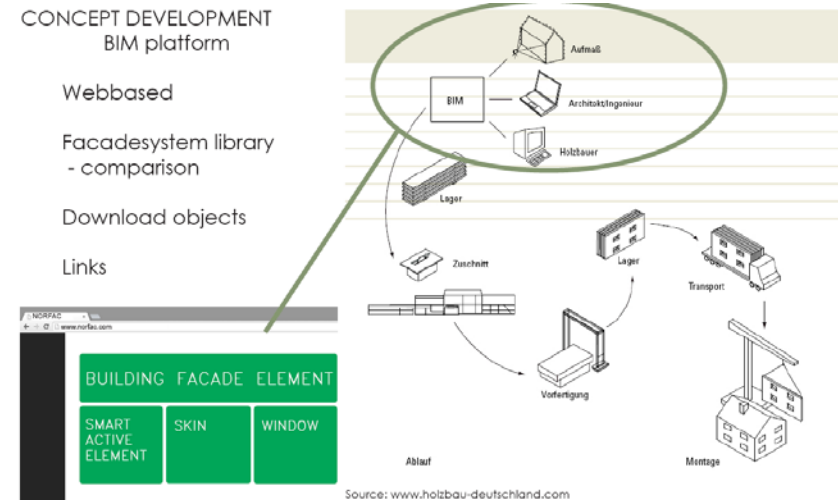 CONCEPT DEVELOPMENT
BIM platform
Webbased
Facadesystem library
- comparison
Download objects
Links
NORFAC
www.norfac.com
BUILDING FACADE ELEMENT
SMART
ACTIVE
ELEMENT
SKIN
WINDOW
BIM
Aufmaß
Architekt/Ingenieur
Holzbauer
Lager
Zuschnitt
Vorfertigung
Lager
Transport
Montage
Ablauf
Source: www.holzbau-deutschland.com